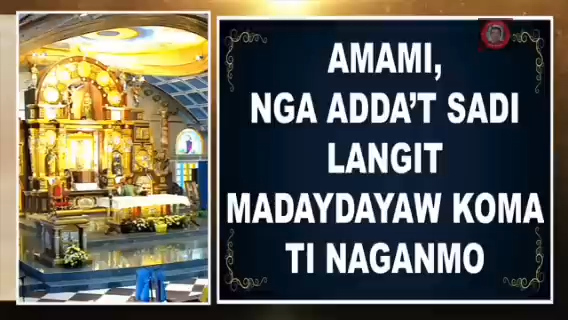 AMAMI,
NGA ADDA'T SADI
LANGIT
MADAYDAYAW KOMA
TI NAGANMO